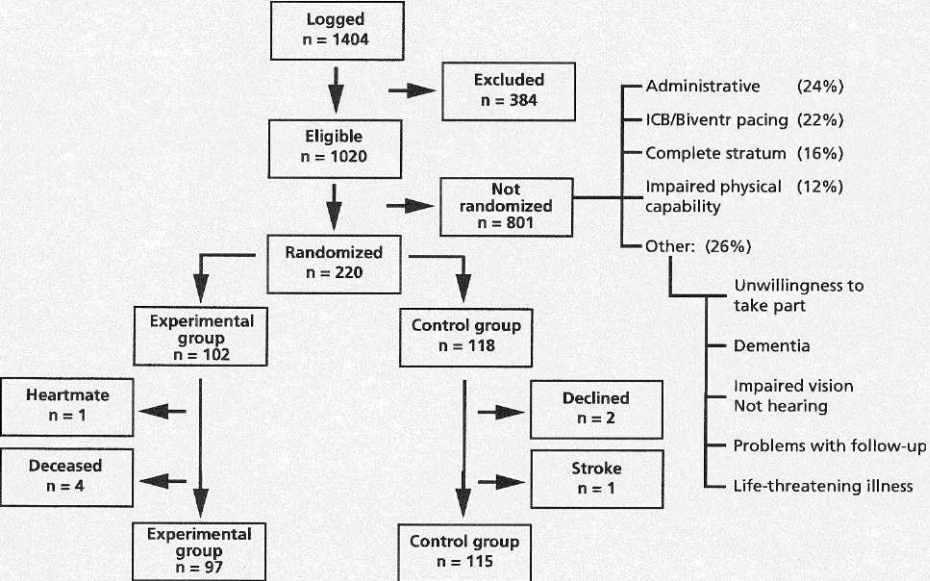 Logged
n = 1404
Excluded
n = 384
Eligible
n = 1020
Not
randomized
n = 801
Administrative (24%)
ICB/Biventr pacing (22%)
Complete stratum (16%)
Impaired physical (12%)
capability
Other: (26%)
Unwillingness to
take part
Dementia
Impaired vision
Not hearing
Problems with follow-up
Life-threatening illness
Randomized
n = 220
Experimental
group
n = 102
Control group
n = 118
Heartmate
n = 1
Declined
n = 2
Deceased
n = 4
Stroke
n = 1
Experimental
group
n = 97
Control group
n = 115